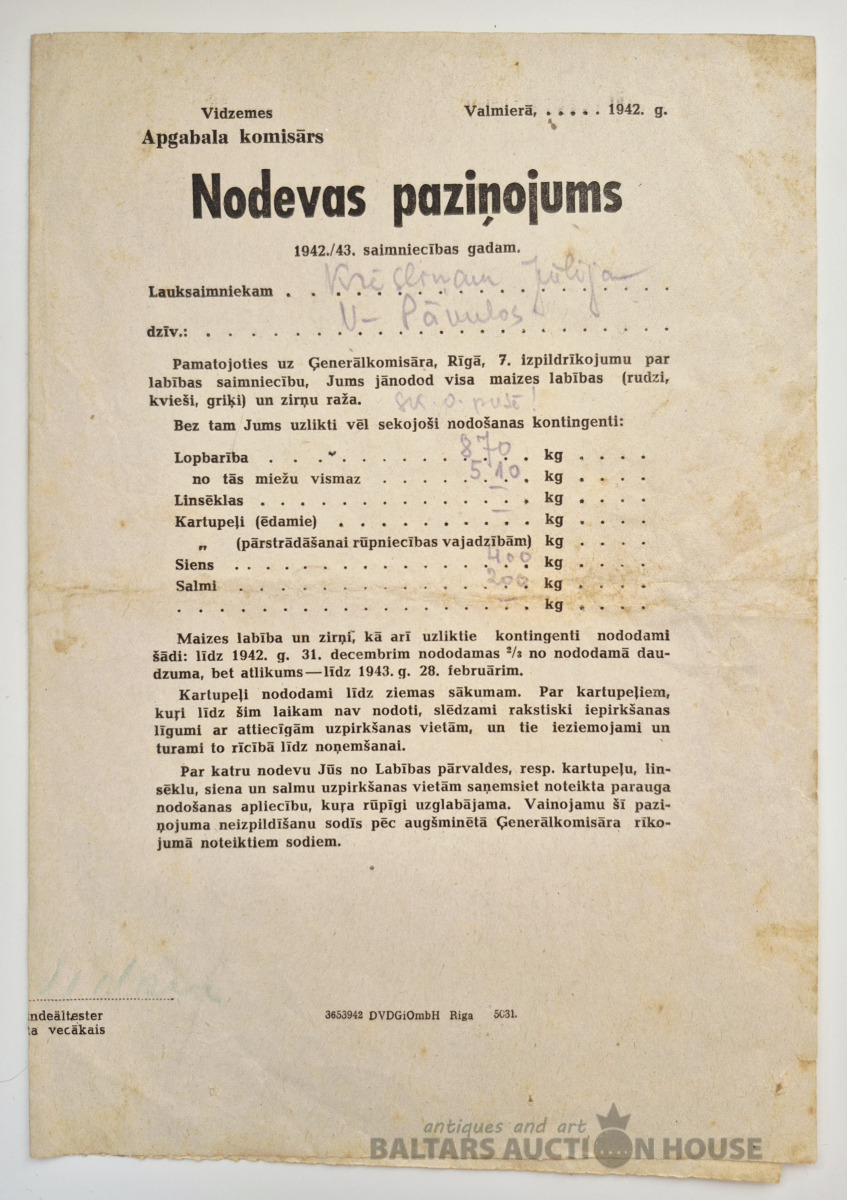 Vidzemes
Apgabala komisārs
Valmierā, . . . . . 1942. g.
Nodevas paziņojums
1942./43. saimniecības gadam.
Lauksaimniekam . . . . . . . . . . . . . . . . . . . Jūlija
dzīv.: . . . . . . . . . . . . . . . . . . . . . . . V- Pāvulos
Pamatojoties uz Ģenerālkomisāra, Rīgā, 7. izpildrīkojumu par
labības saimniecību, Jums jānodod visa maizes labības (rudzi,
kvieši, griķi) un zirņu raža.
Bez tam Jums uzlikti vēl sekojoši nodošanas kontingenti:
Lopbarība . . . . . . . . . . . 870 kg . . . .
no tās miežu vismaz . . . . . . . . 510 kg . . . .
Linsēklas . . . . . . . . . . . . . . – kg . . . .
Kartupeļi (ēdamie) . . . . . . . . . . – kg . . . .
„ (pārstrādāšanai rūpniecības vajadzībām) kg . . . .
Siens . . . . . . . . . . . . . . . 400 kg . . . .
Salmi . . . . . . . . . . . . . . . 200 kg . . . .
. . . . . . . . . . . . . . . . . . – kg . . . .
Maizes labība un zirņi, kā arī uzliktie kontingenti nododami
šādi: līdz 1942. g. 31. decembrim nododamas ²/₃ no nododamā dau-
dzuma, bet atlikums—līdz 1943. g. 28. februārim.
Kartupeļi nododami līdz ziemas sākumam. Par kartupeļiem,
kuŗi līdz šim laikam nav nodoti, slēdzami rakstiski iepirkšanas
līgumi ar attiecīgām uzpirkšanas vietām, un tie ieziemojami un
turami to rīcībā līdz noņemšanai.
Par katru nodevu Jūs no Labības pārvaldes, resp. kartupeļu, lin-
sēklu, siena un salmu uzpirkšanas vietām saņemsiet noteikta parauga
nodošanas apliecību, kuŗa rūpīgi uzglabājama. Vainojamu šī pazi-
ņojuma neizpildīšanu sodīs pēc augšminētā Ģenerālkomisāra rīko-
jumā noteiktiem sodiem.
ndeältester
ta vecākais
3653942 DVDGiOmbH Riga 5031.
antiques and art
BALTARS AUCTION HOUSE